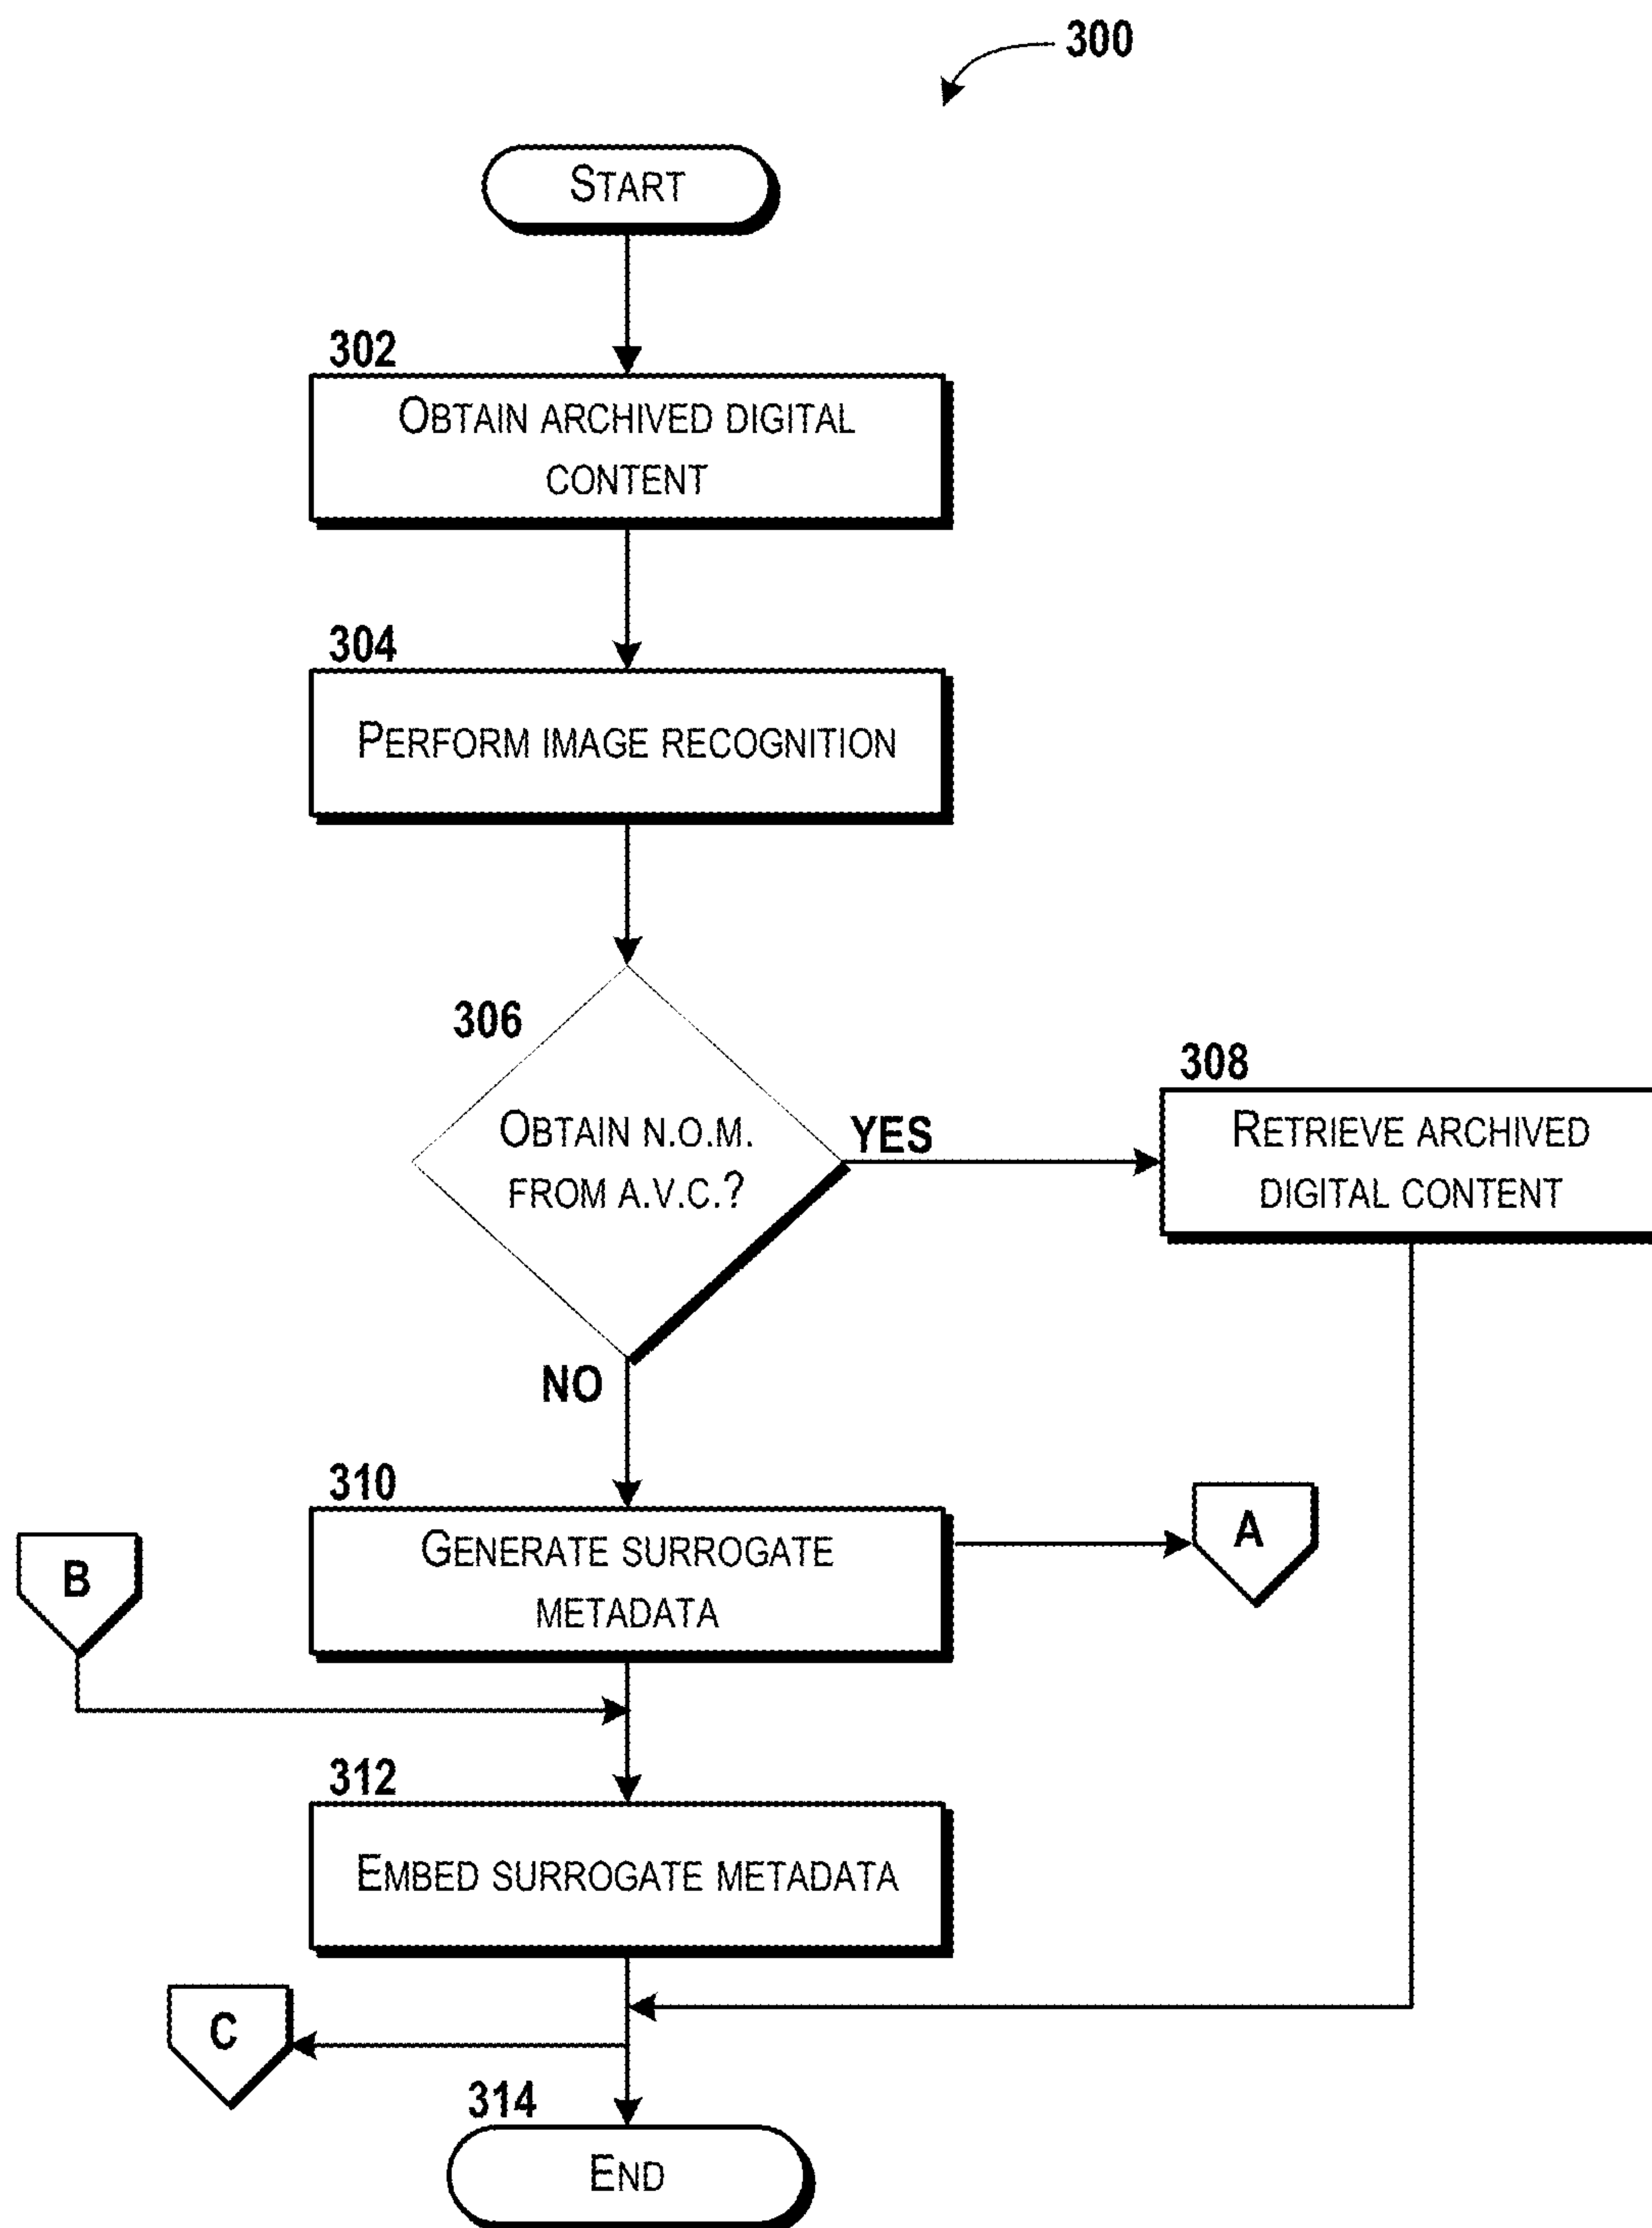 300
START
302
OBTAIN ARCHIVED DIGITAL
CONTENT
304
PERFORM IMAGE RECOGNITION
306
OBTAIN N.O.M.
FROM A.V.C.?
YES
308
RETRIEVE ARCHIVED
DIGITAL CONTENT
NO
310
GENERATE SURROGATE
METADATA
A
B
312
EMBED SURROGATE METADATA
C
314
END